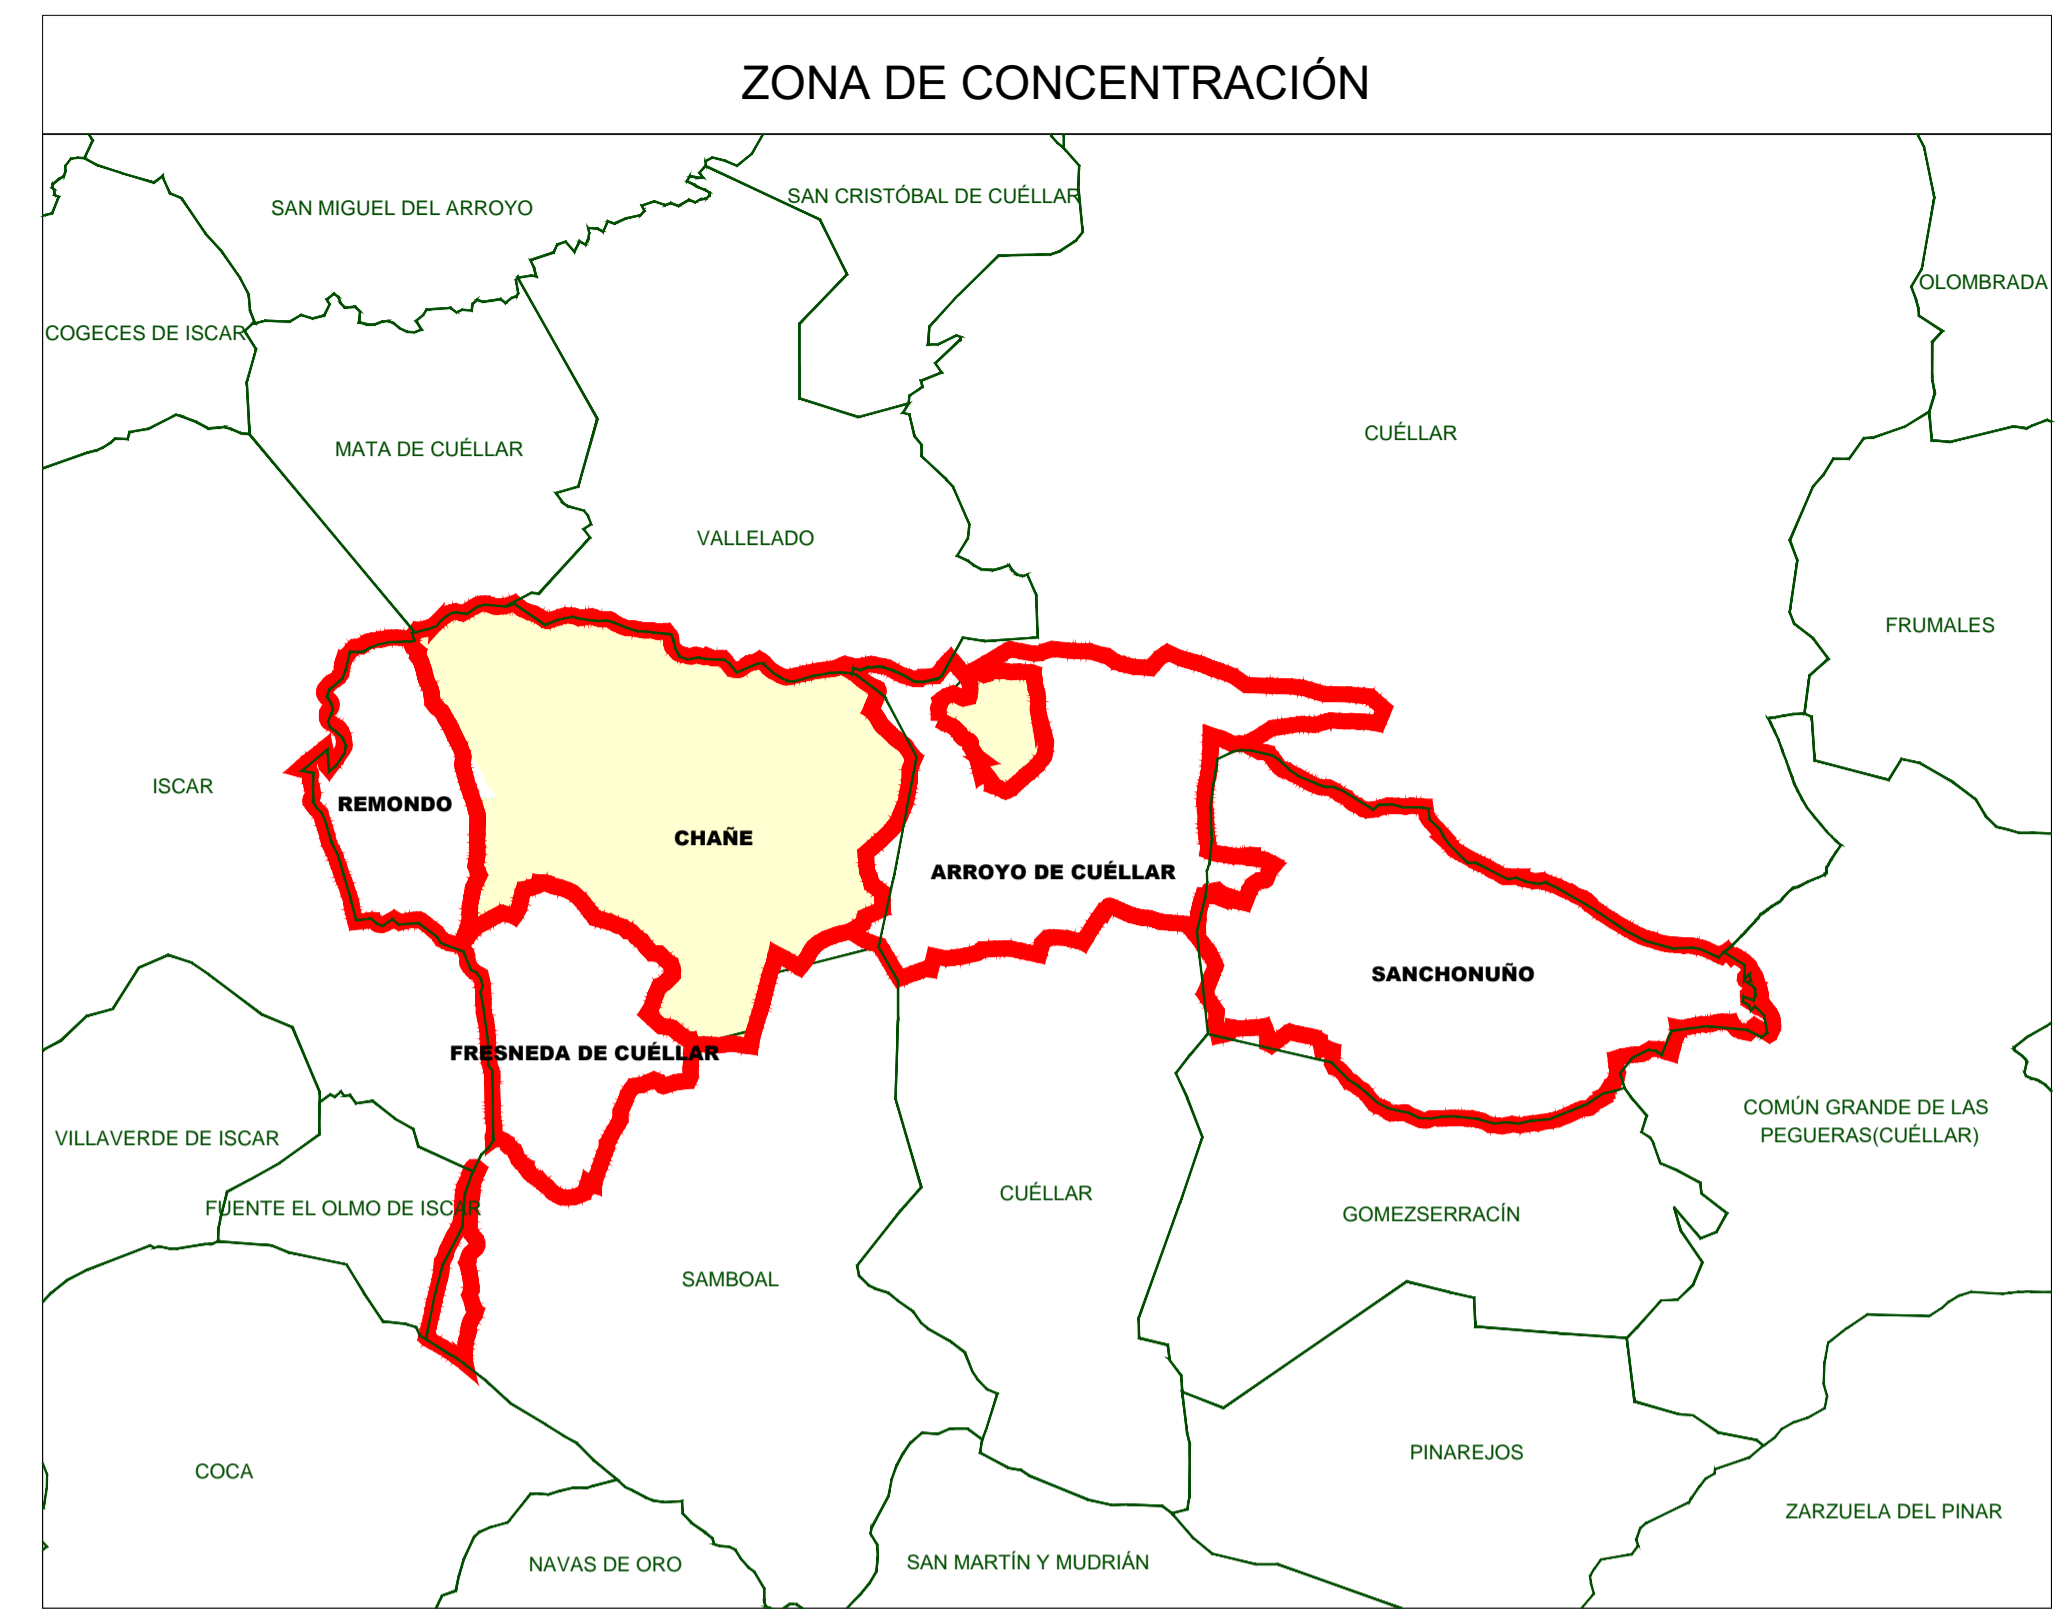 ZONA DE CONCENTRACIÓN
SAN CRISTÓBAL DE CUÉLLAR
SAN MIGUEL DEL ARROYO
OLOMBRADA
COGECES DE ISCAR
CUÉLLAR
MATA DE CUÉLLAR
VALLELADO
FRUMALES
ISCAR
REMONDO
CHAÑE
ARROYO DE CUÉLLAR
SANCHONUÑO
FRESNEDA DE CUÉLLAR
COMÚN GRANDE DE LAS
PEGUERAS(CUÉLLAR)
VILLAVERDE DE ISCAR
CUÉLLAR
FUENTE EL OLMO DE ISCAR
GOMEZSERRACÍN
SAMBOAL
PINAREJOS
COCA
ZARZUELA DEL PINAR
NAVAS DE ORO
SAN MARTÍN Y MUDRIÁN